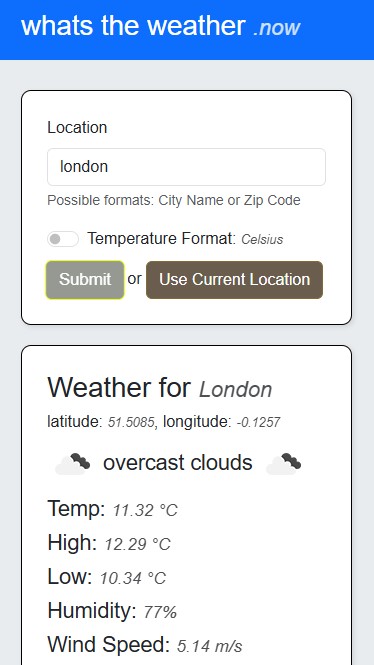 whats the weather .now
Location
london
Possible formats: City Name or Zip Code
Temperature Format: Celsius
Submit or Use Current Location
Weather for London
latitude: 51.5085, longitude: -0.1257
overcast clouds
Temp: 11.32 °C
High: 12.29 °C
Low: 10.34 °C
Humidity: 77%
Wind Speed: 5.14 m/s